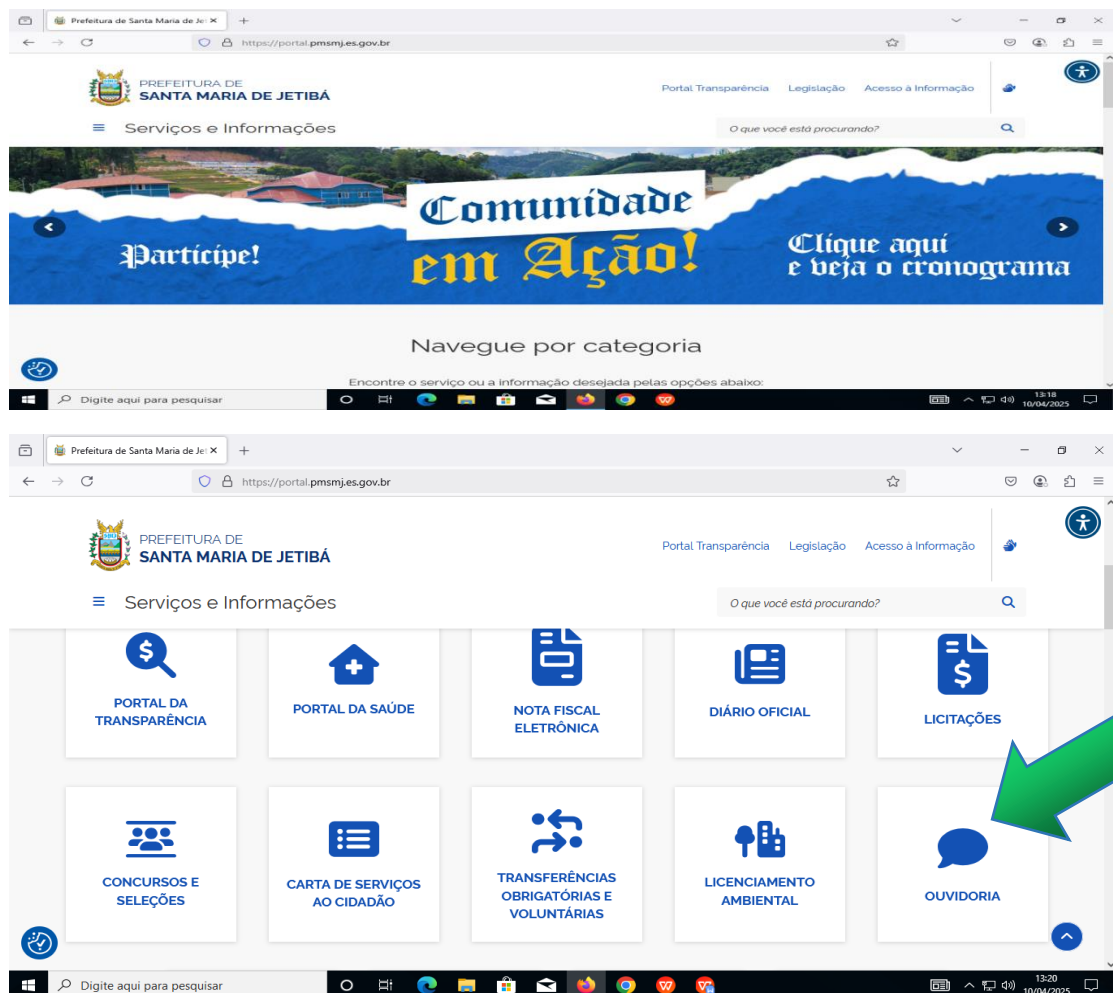 Prefeitura de Santa Maria de Je
https://portal.pmsmj.es.gov.br
PREFEITURA DE
SANTA MARIA DE JETIBÁ
Portal Transparência Legislação Acesso à Informação
Serviços e Informações
O que você está procurando?
Comunidade
em Ação!
Participe!
Clique aqui
e veja o cronograma
Navegue por categoria
Encontre o serviço ou a informação desejada pelas opções abaixo:
Digite aqui para pesquisar
13:18
10/04/2025
Prefeitura de Santa Maria de Jet
https://portal.pmsmj.es.gov.br
PREFEITURA DE
SANTA MARIA DE JETIBÁ
Portal Transparência Legislação Acesso à Informação
Serviços e Informações
O que você está procurando?
PORTAL DA
TRANSPARÊNCIA
PORTAL DA SAÚDE
NOTA FISCAL
ELETRÔNICA
DIÁRIO OFICIAL
LICITAÇÕES
CONCURSOS E
SELEÇÕES
CARTA DE SERVIÇOS
AO CIDADÃO
TRANSFERÊNCIAS
OBRIGATÓRIAS E
VOLUNTÁRIAS
LICENCIAMENTO
AMBIENTAL
OUVIDORIA
Digite aqui para pesquisar
13:20
10/04/2025